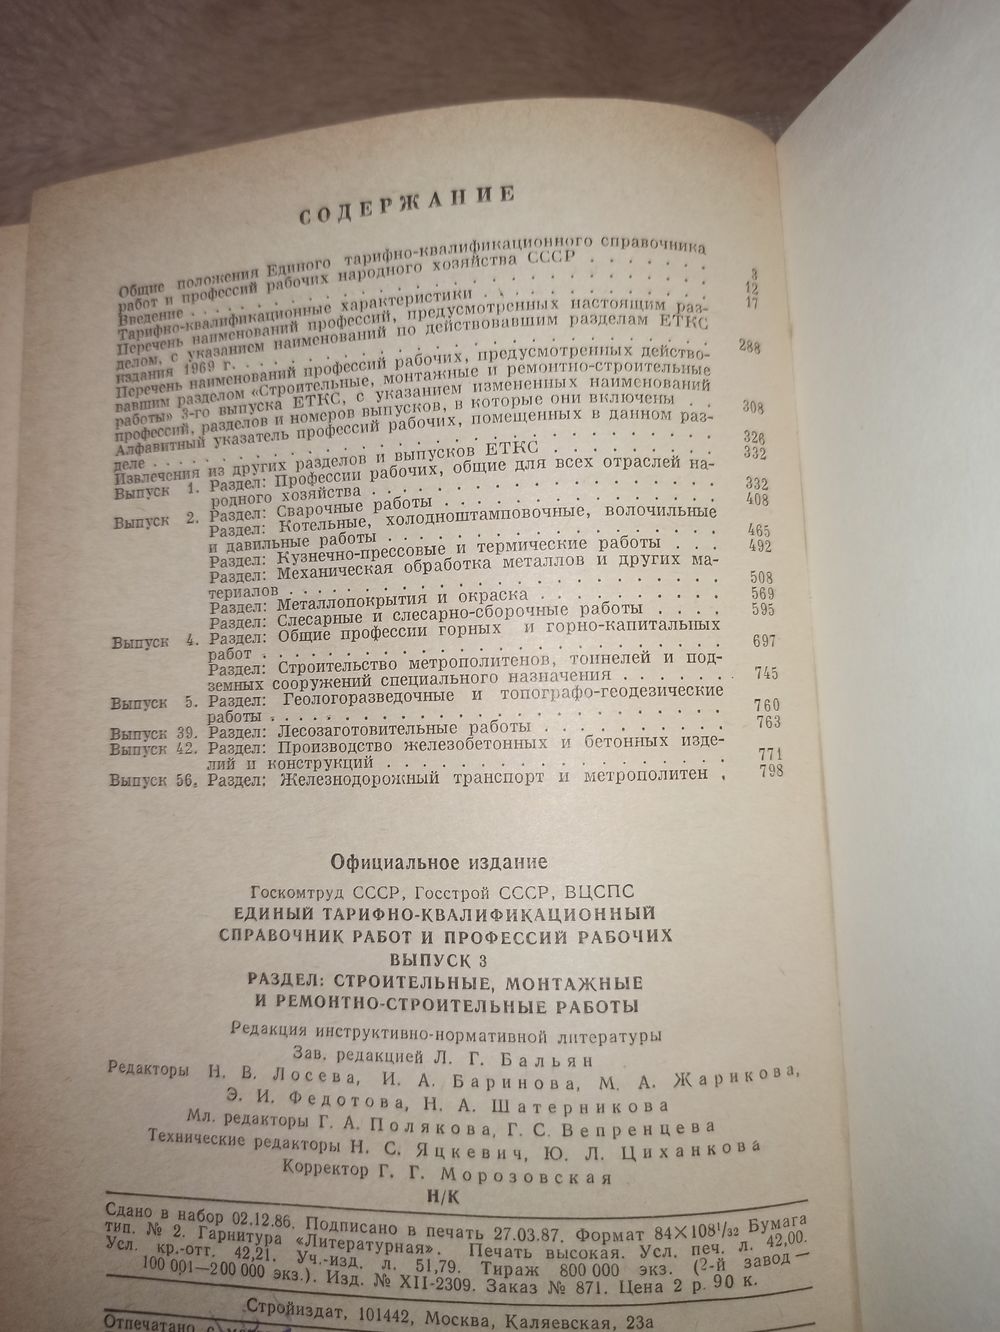 СОДЕРЖАНИЕ
Общие положения Единого тарифно-квалификационного справочника
работ и профессий рабочих народного хозяйства СССР . . . . . . . 3
Введение . . . . . . . . . . . . . . . . . . . . . 12
Тарифно-квалификационные характеристики . . . . . . . . . . 17
Перечень наименований профессий, предусмотренных настоящим раз-
делом, с указанием наименований по действовавшим разделам ЕТКС
издания 1969 г. . . . . . . . . . . . . . . . . . . . 288
Перечень наименований профессий рабочих, предусмотренных действо-
вавшим разделом «Строительные, монтажные и ремонтно-строительные
работы» 3-го выпуска ЕТКС, с указанием измененных наименований
профессий, разделов и номеров выпусков, в которые они включены . . 308
Алфавитный указатель профессий рабочих, помещенных в данном раз-
деле . . . . . . . . . . . . . . . . . . . . . . 326
Извлечения из других разделов и выпусков ЕТКС . . . . . . . . 332
Выпуск 1. Раздел: Профессии рабочих, общие для всех отраслей на-
родного хозяйства . . . . . . . . . . . . . . . 332
Выпуск 2. Раздел: Сварочные работы . . . . . . . . . . . . 408
Раздел: Котельные, холодноштамповочные, волочильные
и давильные работы . . . . . . . . . . . . . . 465
Раздел: Кузнечно-прессовые и термические работы . . . 492
Раздел: Механическая обработка металлов и других ма-
териалов . . . . . . . . . . . . . . . . . . . 508
Раздел: Металлопокрытия и окраска . . . . . . . . . 569
Раздел: Слесарные и слесарно-сборочные работы . . . . 595
Выпуск 4. Раздел: Общие профессии горных и горно-капитальных
работ . . . . . . . . . . . . . . . . . . . . 697
Раздел: Строительство метрополитенов, тоннелей и под-
земных сооружений специального назначения . . . . . . 745
Выпуск 5. Раздел: Геологоразведочные и топографо-геодезические
работы . . . . . . . . . . . . . . . . . . . . 760
Выпуск 39. Раздел: Лесозаготовительные работы . . . . . . . . . 763
Выпуск 42. Раздел: Производство железобетонных и бетонных изде-
лий и конструкций . . . . . . . . . . . . . . . 771
Выпуск 56. Раздел: Железнодорожный транспорт и метрополитен . 798
Официальное издание
Госкомтруд СССР, Госстрой СССР, ВЦСПС
ЕДИНЫЙ ТАРИФНО-КВАЛИФИКАЦИОННЫЙ
СПРАВОЧНИК РАБОТ И ПРОФЕССИЙ РАБОЧИХ
ВЫПУСК 3
РАЗДЕЛ: СТРОИТЕЛЬНЫЕ, МОНТАЖНЫЕ
И РЕМОНТНО-СТРОИТЕЛЬНЫЕ РАБОТЫ
Редакция инструктивно-нормативной литературы
Зав. редакцией Л. Г. Бальян
Редакторы Н. В. Лосева, И. А. Баринова, М. А. Жарикова,
Э. И. Федотова, Н. А. Шатерникова
Мл. редакторы Г. А. Полякова, Г. С. Вепренцева
Технические редакторы Н. С. Яцкевич, Ю. Л. Циханкова
Корректор Г. Г. Морозовская
Н/К
Сдано в набор 02.12.86. Подписано в печать 27.03.87. Формат 84×108 1/32 Бумага
тип. № 2. Гарнитура «Литературная». Печать высокая. Усл. печ. л. 42,00.
Усл. кр.-отт. 42,21. Уч.-изд. л. 51,79. Тираж 800 000 экз. (2-й завод—
100 001—200 000 экз.). Изд. № XII-2309. Заказ № 871. Цена 2 р. 90 к.
Стройиздат, 101442, Москва, Каляевская, 23а
Отпечатано с